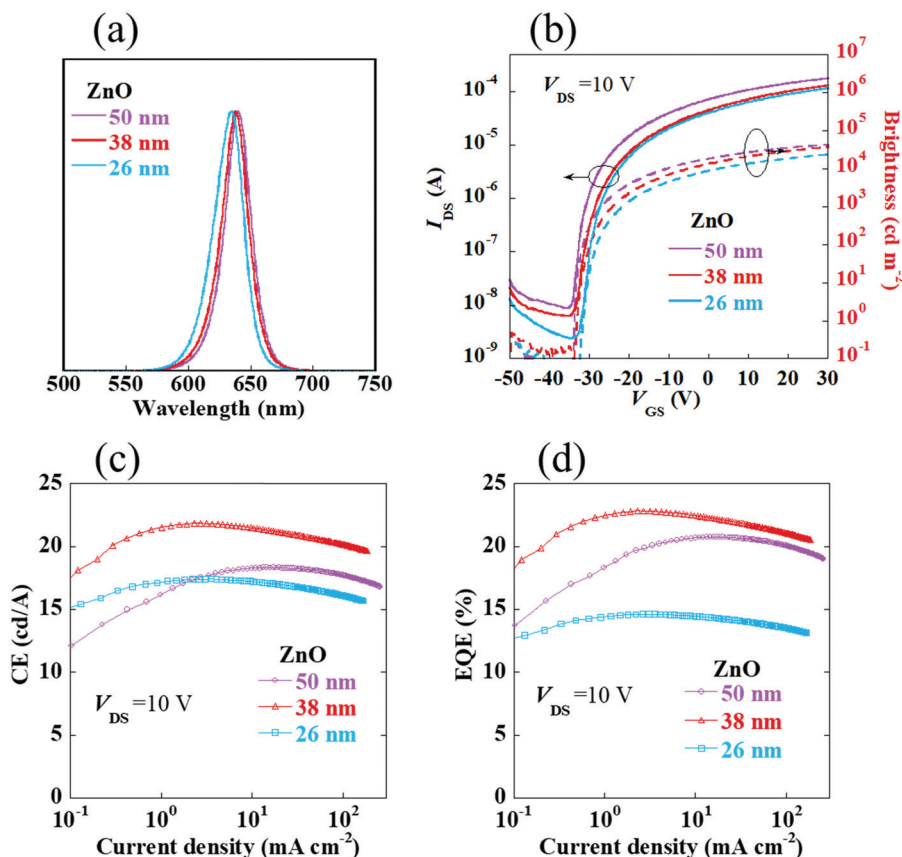 (a)
ZnO
50 nm
38 nm
26 nm
500 550 600 650 700 750
Wavelength (nm)
(b)
V_DS =10 V
10^-4
10^-5
10^-6
10^-7
10^-8
10^-9
I_DS (A)
10^7
10^6
10^5
10^4
10^3
10^2
10^1
10^0
10^-1
Brightness (cd m^-2)
ZnO
50 nm
38 nm
26 nm
-50 -40 -30 -20 -10 0 10 20 30
V_GS (V)
(c)
25
20
15
10
5
0
CE (cd/A)
V_DS =10 V
ZnO
50 nm
38 nm
26 nm
10^-1 10^0 10^1 10^2
Current density (mA cm^-2)
(d)
25
20
15
10
5
0
EQE (%)
V_DS =10 V
ZnO
50 nm
38 nm
26 nm
10^-1 10^0 10^1 10^2
Current density (mA cm^-2)